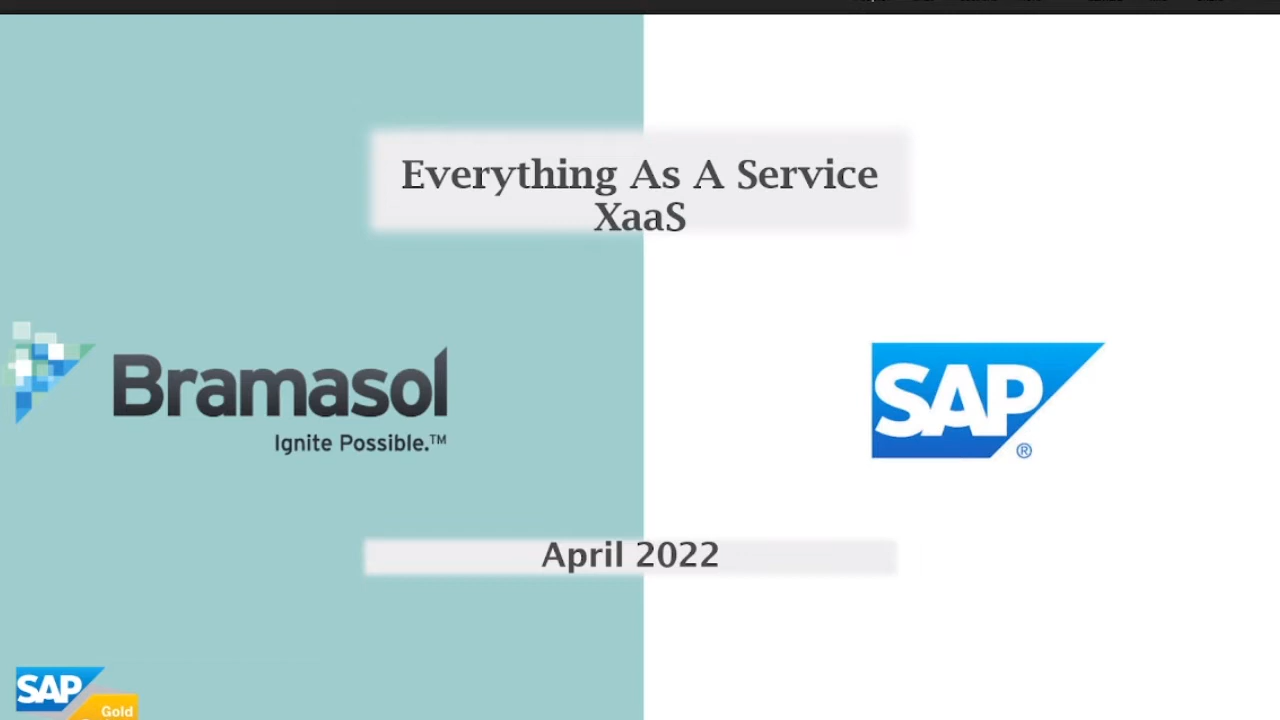 Everything As A Service
XaaS
Bramasol
Ignite Possible.™
SAP
®
April 2022
SAP
Gold